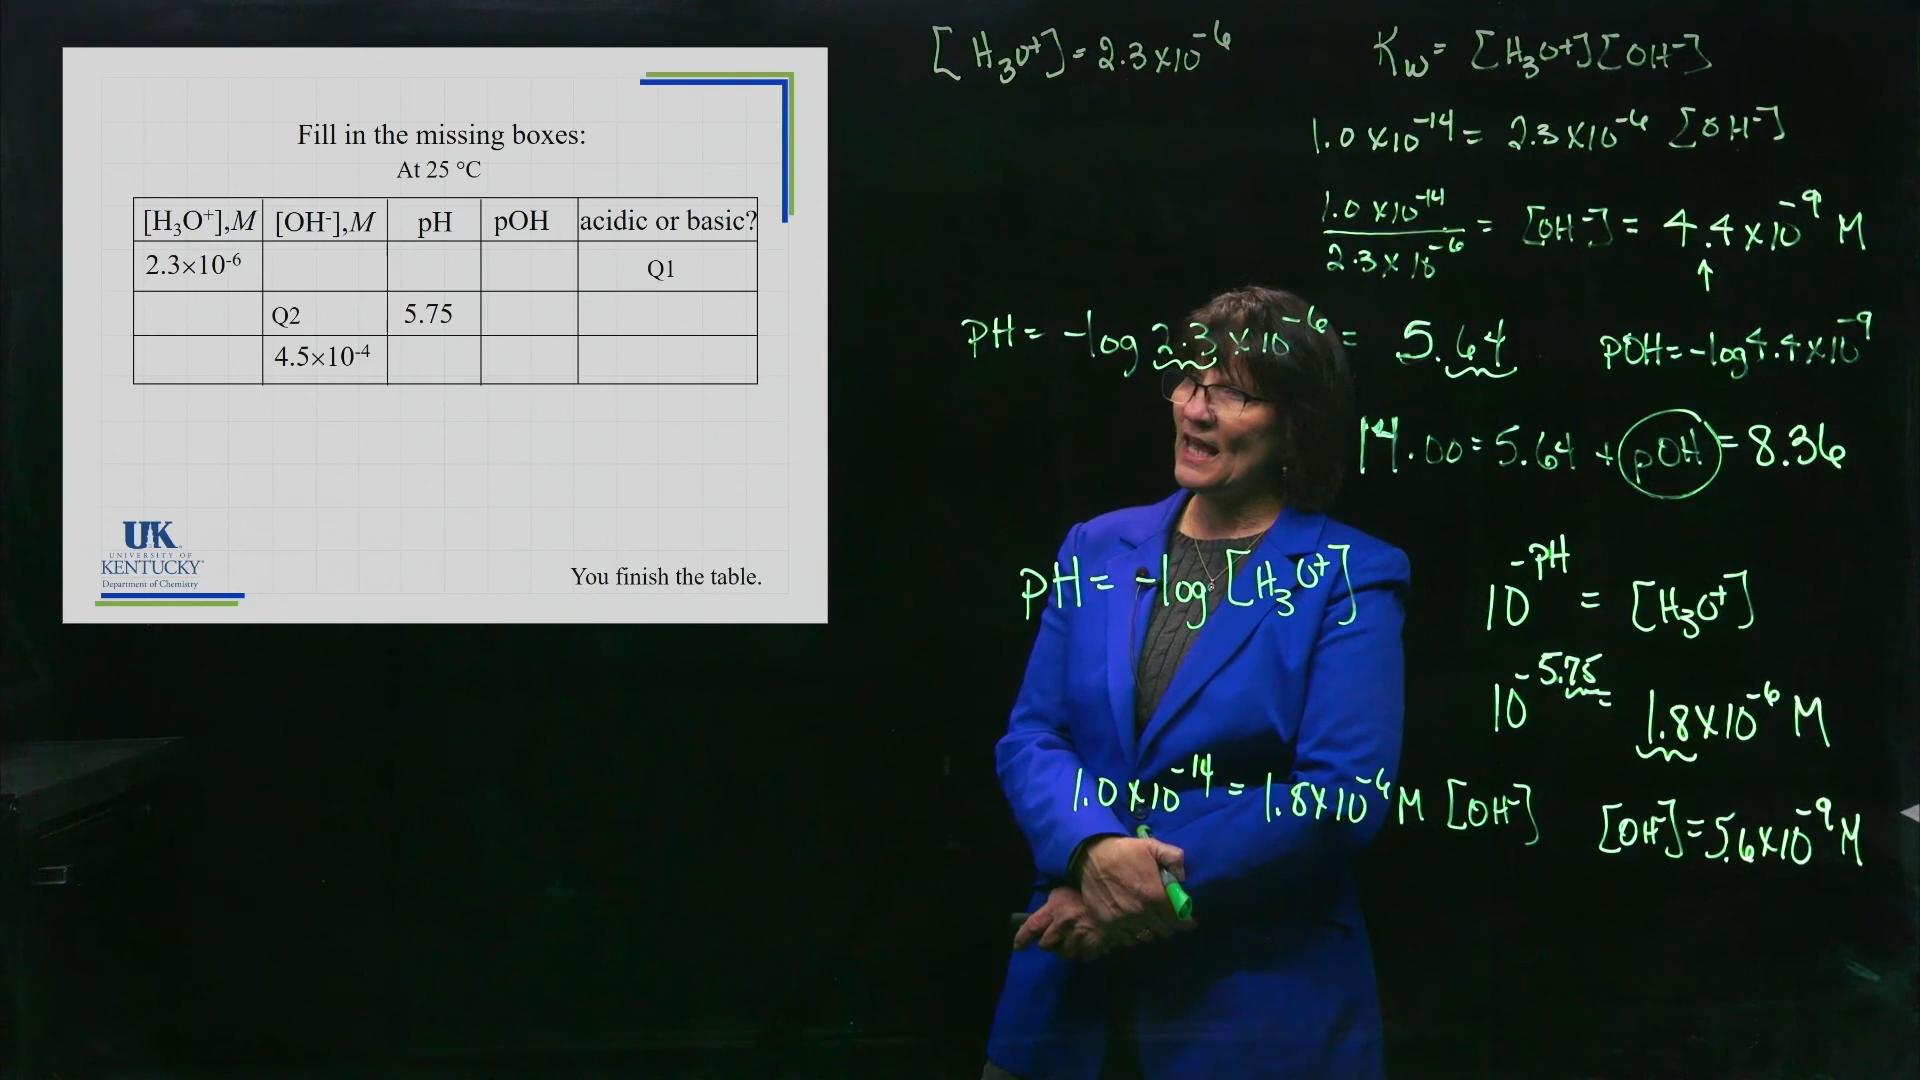 Fill in the missing boxes:
At 25 °C
[H₃O⁺],M [OH⁻],M pH pOH acidic or basic?
2.3×10⁻⁶ Q1
Q2 5.75
4.5×10⁻⁴
UK
UNIVERSITY OF
KENTUCKY
Department of Chemistry
You finish the table.
[H₃O⁺] = 2.3×10⁻⁶
Kw = [H₃O⁺][OH⁻]
1.0×10⁻¹⁴ = 2.3×10⁻⁶ [OH⁻]
1.0×10⁻¹⁴
2.3×10⁻⁶ = [OH⁻] = 4.4×10⁻⁹ M
↑
pH = -log 2.3×10⁻⁶ = 5.64
pOH = -log 4.4×10⁻⁹
14.00 = 5.64 + pOH = 8.36
pH = -log [H₃O⁺]
10⁻ᵖᴴ = [H₃O⁺]
10⁻⁵·⁷⁵ = 1.8×10⁻⁶ M
1.0×10⁻¹⁴ = 1.8×10⁻⁶ M [OH⁻]
[OH⁻] = 5.6×10⁻⁹ M